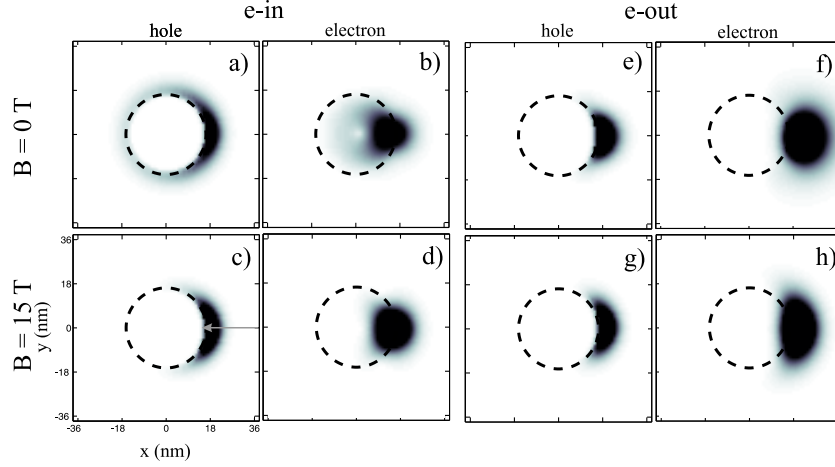 e-in e-out
hole electron hole electron
a) b) e) f)
B = 0 T
c) d) g) h)
B = 15 T
y (nm)
36
18
0
-18
-36
-36 -18 0 18 36
x (nm)